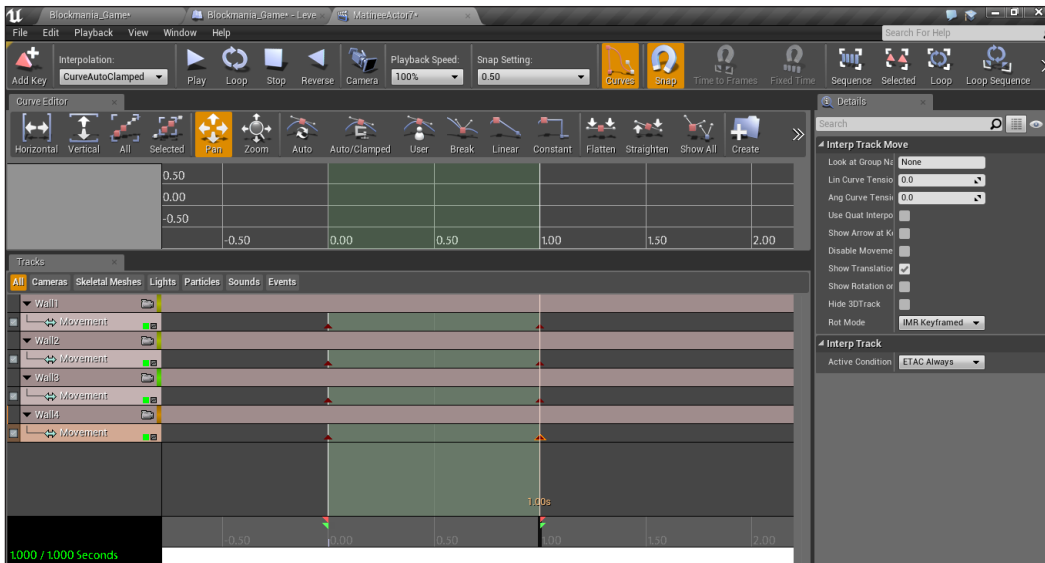 Blockmania_Game•
Blockmania_Game• - Leve
MatineeActor7•
File Edit Playback View Window Help
Search For Help
Add Key
Interpolation:
CurveAutoClamped
Play Loop Stop Reverse Camera
Playback Speed:
100%
Snap Setting:
0.50
Curves Snap Time to Frames Fixed Time Sequence Selected Loop Loop Sequence
Curve Editor
Horizontal Vertical All Selected Pan Zoom Auto Auto/Clamped User Break Linear Constant Flatten Straighten Show All Create
0.50
0.00
-0.50
-0.50 0.00 0.50 1.00 1.50 2.00
Tracks
All Cameras Skeletal Meshes Lights Particles Sounds Events
Wall1
Movement
Wall2
Movement
Wall3
Movement
Wall4
Movement
1.00s
-0.50 0.00 0.50 1.00 1.50 2.00
1.000 / 1.000 Seconds
Details
Search
Interp Track Move
Look at Group Na None
Lin Curve Tensio 0.0
Ang Curve Tensi 0.0
Use Quat Interpo
Show Arrow at K
Disable Moveme
Show Translation
Show Rotation or
Hide 3DTrack
Rot Mode IMR Keyframed
Interp Track
Active Condition ETAC Always